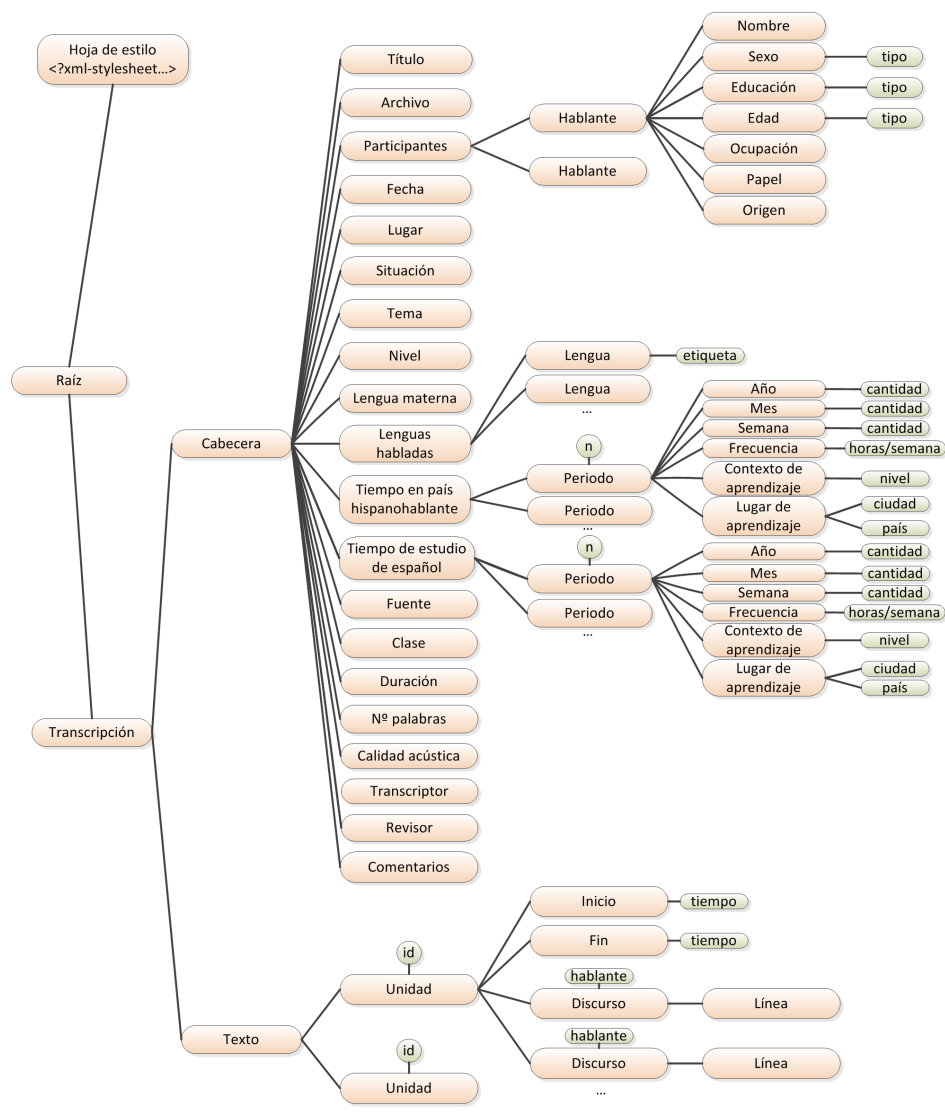 Hoja de estilo
<?xml-stylesheet...>
Raíz
Transcripción
Cabecera
Título
Archivo
Participantes
Hablante
Nombre
Sexo
tipo
Educación
tipo
Edad
tipo
Ocupación
Papel
Origen
Hablante
Fecha
Lugar
Situación
Tema
Nivel
Lengua materna
Lenguas
habladas
Lengua
etiqueta
Lengua
...
Tiempo en país
hispanohablante
n
Periodo
Año
cantidad
Mes
cantidad
Semana
cantidad
Frecuencia
horas/semana
Contexto de
aprendizaje
nivel
Lugar de
aprendizaje
ciudad
país
Periodo
...
Tiempo de estudio
de español
n
Periodo
Año
cantidad
Mes
cantidad
Semana
cantidad
Frecuencia
horas/semana
Contexto de
aprendizaje
nivel
Lugar de
aprendizaje
ciudad
país
Periodo
...
Fuente
Clase
Duración
Nº palabras
Calidad acústica
Transcriptor
Revisor
Comentarios
Texto
id
Unidad
Inicio
tiempo
Fin
tiempo
hablante
Discurso
Línea
hablante
Discurso
Línea
...
id
Unidad